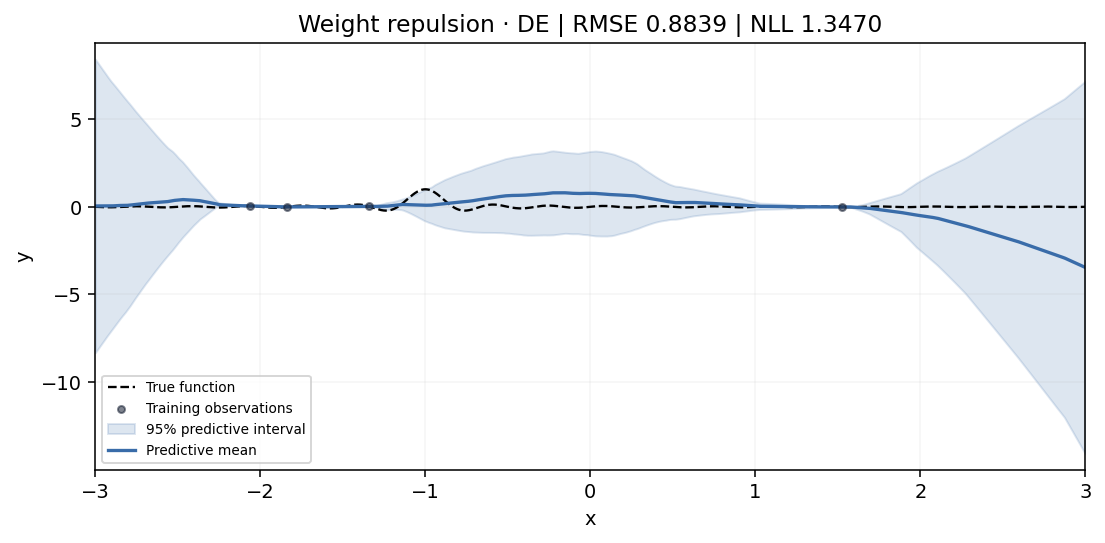 Weight repulsion · DE | RMSE 0.8839 | NLL 1.3470
y
5
0
−5
−10
True function
Training observations
95% predictive interval
Predictive mean
−3 −2 −1 0 1 2 3
x